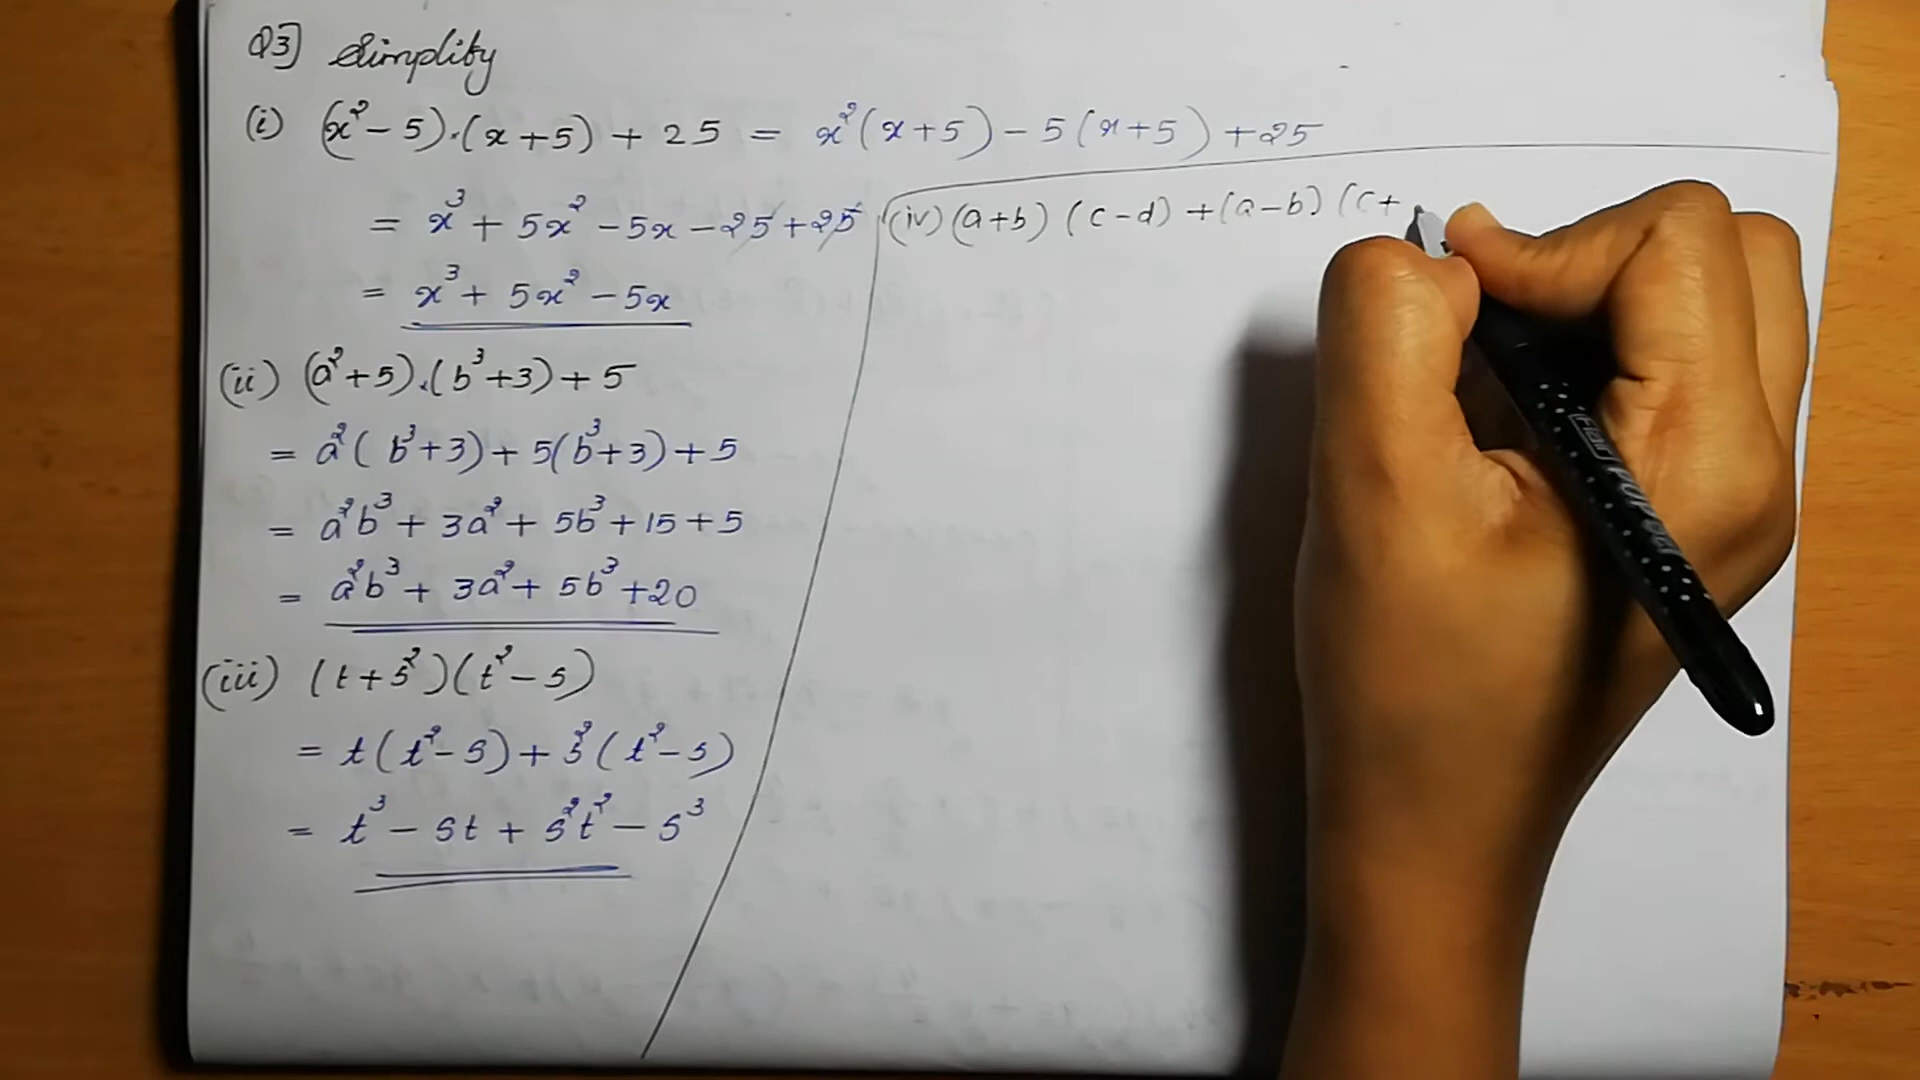 Q3] Simplify
(i) (x² - 5).(x + 5) + 25 = x²(x + 5) - 5(x + 5) + 25
= x³ + 5x² - 5x - 25 + 25
= x³ + 5x² - 5x
(ii) (a² + 5).(b³ + 3) + 5
= a²(b³ + 3) + 5(b³ + 3) + 5
= a²b³ + 3a² + 5b³ + 15 + 5
= a²b³ + 3a² + 5b³ + 20
(iii) (t + s²)(t² - s)
= t(t² - s) + s²(t² - s)
= t³ - st + s²t² - s³
(iv) (a + b) (c - d) + (a - b) (c +
Flair